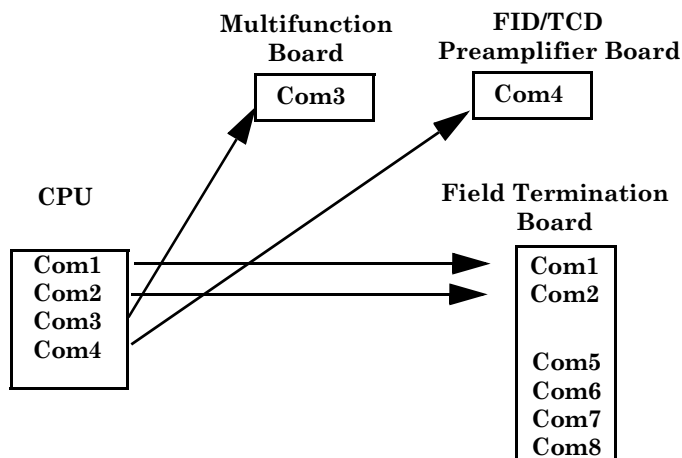 Multifunction
Board
Com3
FID/TCD
Preamplifier Board
Com4
CPU
Com1
Com2
Com3
Com4
Field Termination
Board
Com1
Com2
Com5
Com6
Com7
Com8